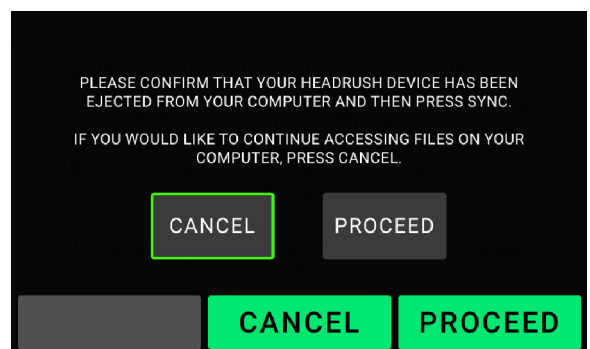 PLEASE CONFIRM THAT YOUR HEADRUSH DEVICE HAS BEEN
EJECTED FROM YOUR COMPUTER AND THEN PRESS SYNC.
IF YOU WOULD LIKE TO CONTINUE ACCESSING FILES ON YOUR
COMPUTER, PRESS CANCEL.
CANCEL PROCEED
CANCEL PROCEED